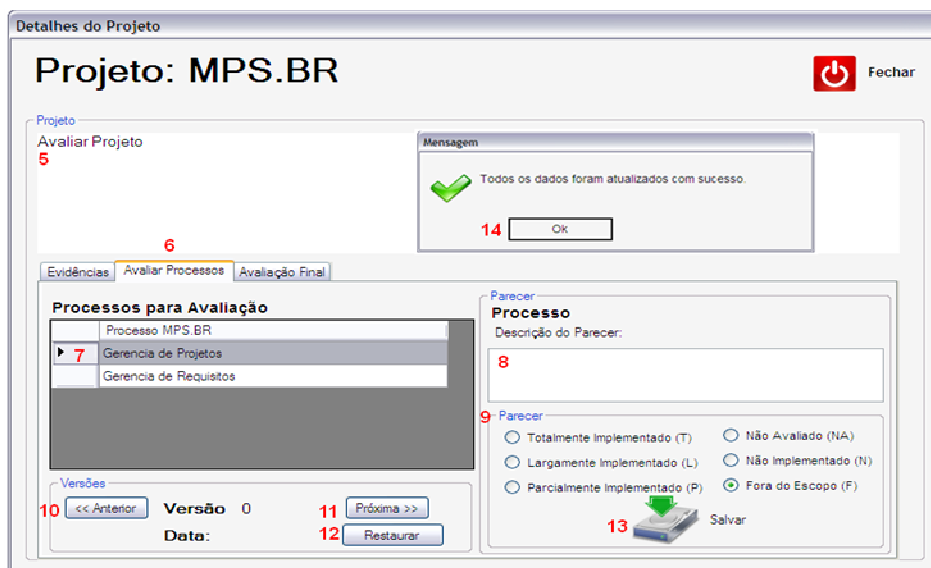 Detalhes do Projeto
Projeto: MPS.BR
Fechar
Projeto
Avaliar Projeto
5
Mensagem
Todos os dados foram atualizados com sucesso.
14 Ok
6
Evidências Avaliar Processos Avaliação Final
Processos para Avaliação
Processo MPS.BR
7 Gerencia de Projetos
Gerencia de Requisitos
Versões
10 << Anterior Versão 0 11 Próxima >>
Data: 12 Restaurar
Parecer
Processo
Descrição do Parecer:
8
9 Parecer
Totalmente Implementado (T) Não Avaliado (NA)
Largamente Implementado (L) Não Implementado (N)
Parcialmente Implementado (P) Fora do Escopo (F)
13 Salvar